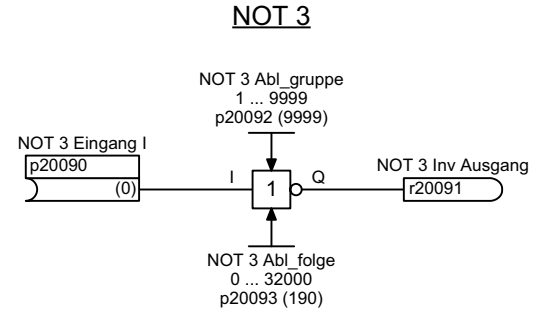 NOT 3
NOT 3 Abl_gruppe
1 ... 9999
p20092 (9999)
NOT 3 Eingang I
p20090
(0)
I
1
Q
NOT 3 Inv Ausgang
r20091
NOT 3 Abl_folge
0 ... 32000
p20093 (190)